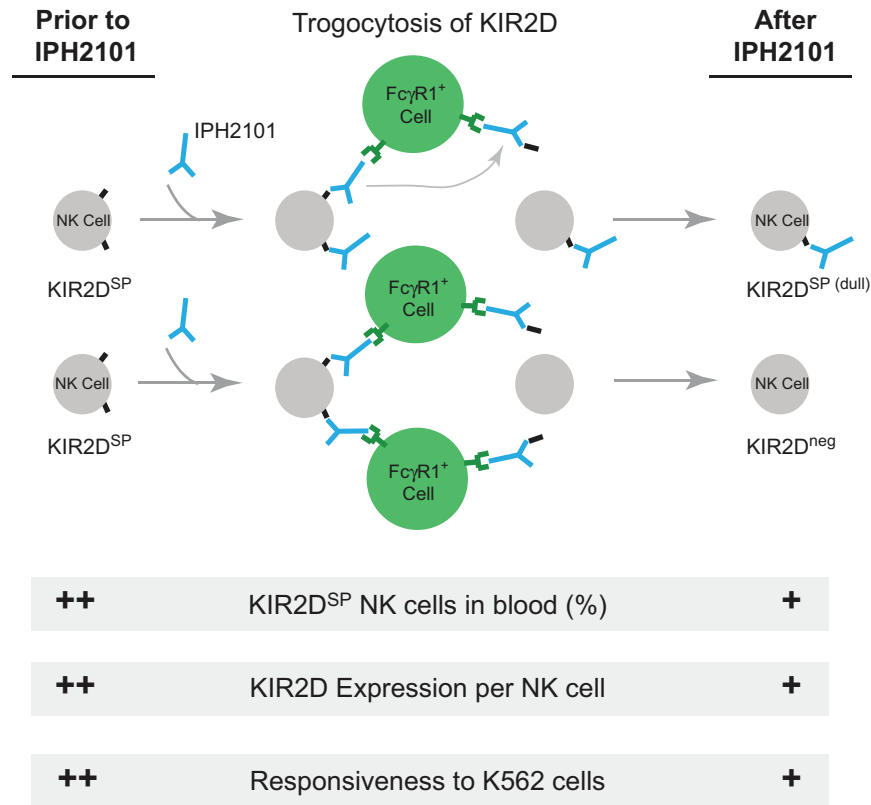 Prior to
IPH2101
Trogocytosis of KIR2D
After
IPH2101
FcγR1⁺
Cell
IPH2101
NK Cell
NK Cell
KIR2Dˢᴾ
KIR2Dˢᴾ ⁽ᵈᵘˡˡ⁾
FcγR1⁺
Cell
NK Cell
NK Cell
KIR2Dˢᴾ
KIR2Dⁿᵉᵍ
FcγR1⁺
Cell
++ KIR2Dˢᴾ NK cells in blood (%) +
++ KIR2D Expression per NK cell +
++ Responsiveness to K562 cells +